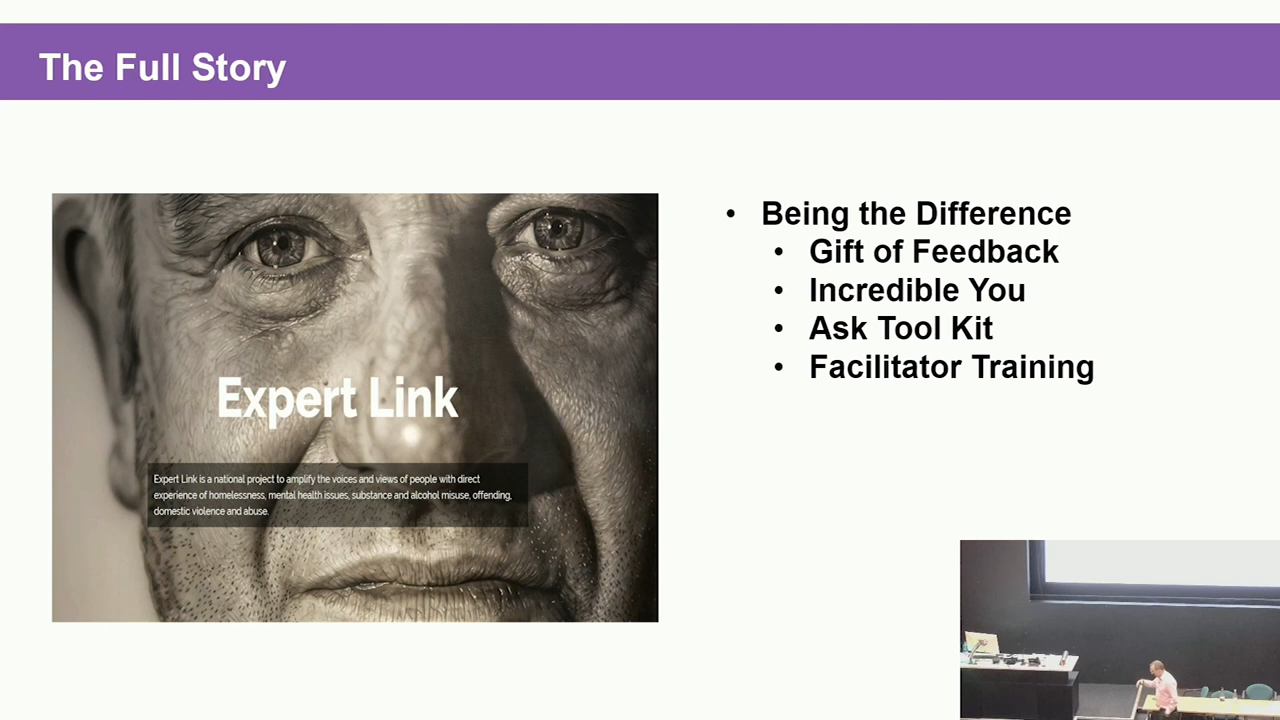 The Full Story
Expert Link
Expert Link is a national project to amplify the voices and views of people with direct
experience of homelessness, mental health issues, substance and alcohol misuse, offending,
domestic violence and abuse.
• Being the Difference
• Gift of Feedback
• Incredible You
• Ask Tool Kit
• Facilitator Training